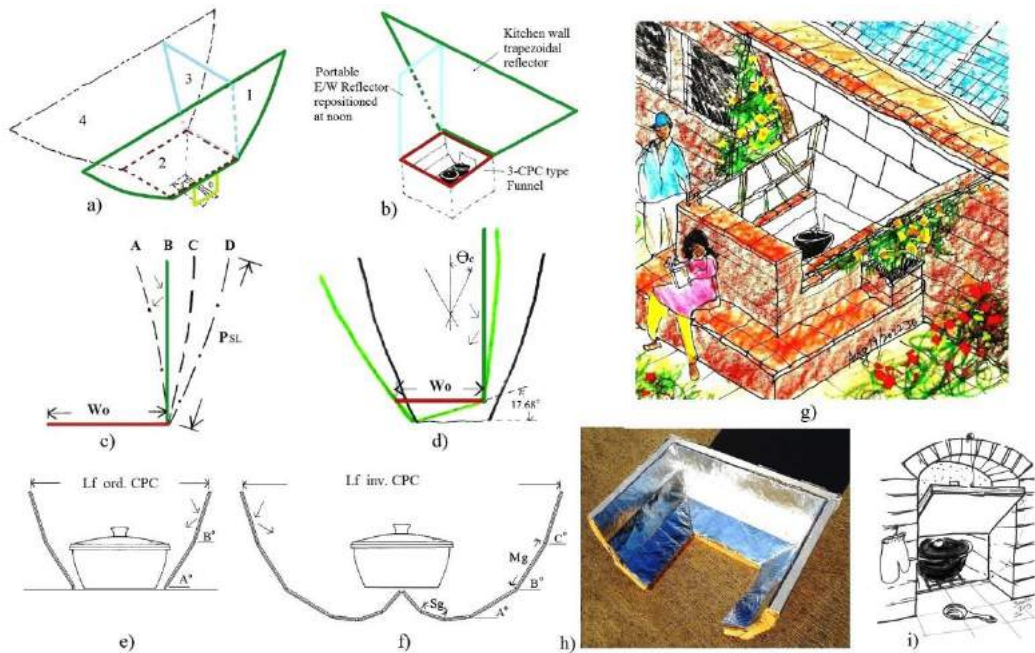 3
1
4
2
a)
Kitchen wall
trapezoidal
reflector
Portable
E/W Reflector
repositioned
at noon
3-CPC type
Funnel
b)
A
B
C
D
PSL
Wo
c)
Θc
Wo
17.68°
d)
g)
Lf ord. CPC
B°
A°
e)
Lf inv. CPC
C°
Mg
B°
Sg
A°
f)
h)
i)